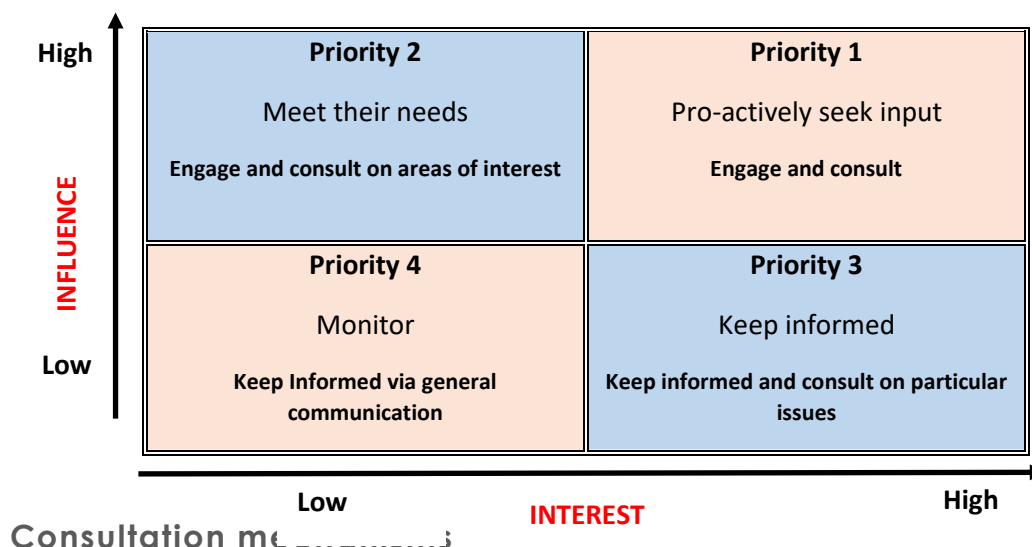 High
Priority 2
Priority 1
Meet their needs
Pro-actively seek input
Engage and consult on areas of interest
Engage and consult
INFLUENCE
Priority 4
Priority 3
Monitor
Keep informed
Low
Keep Informed via general
communication
Keep informed and consult on particular
issues
Low
INTEREST
High
Consultation